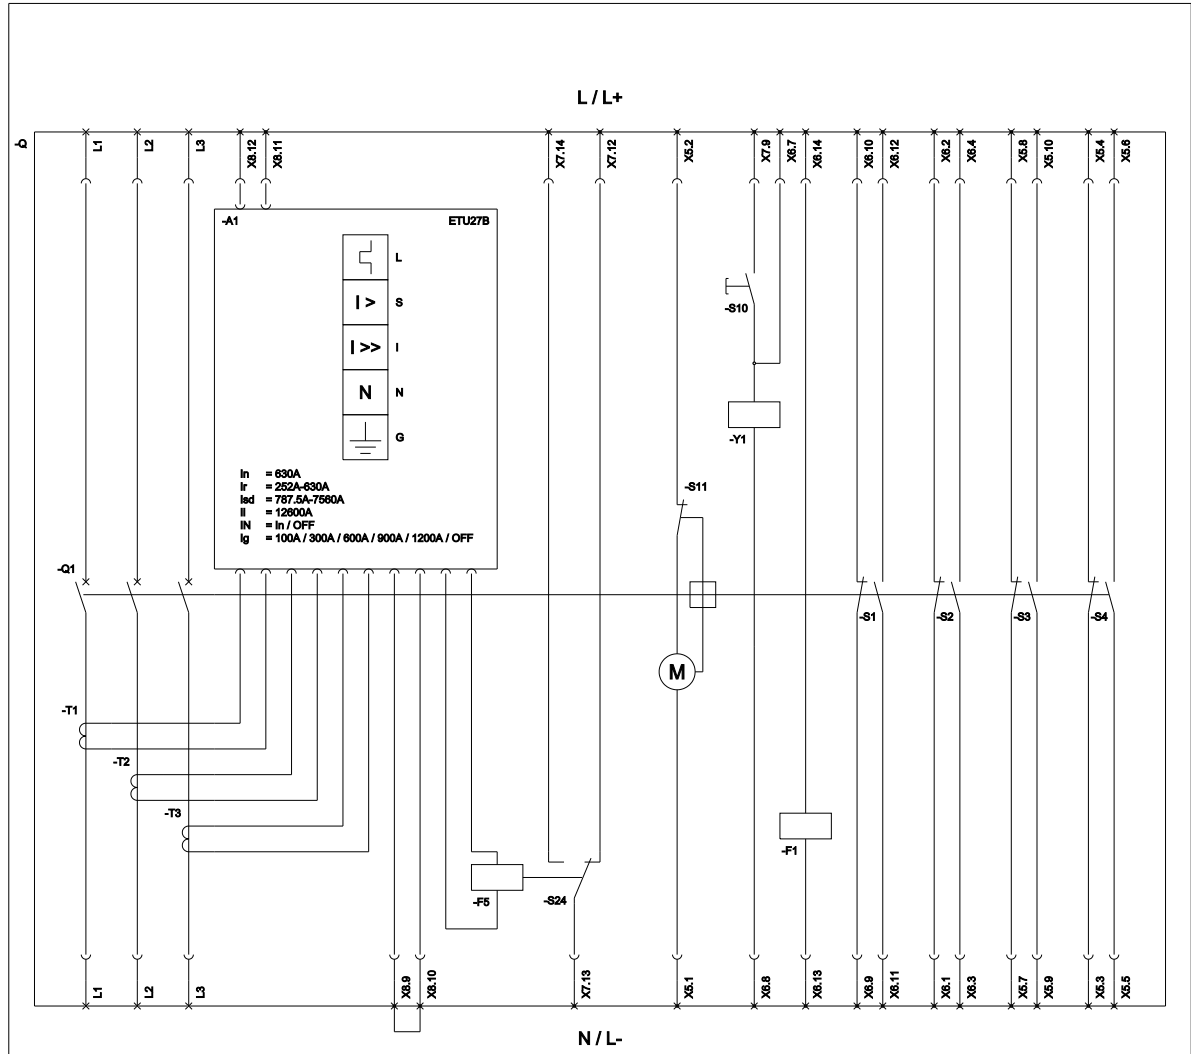 L / L+
L1
L2
L3
X8.12
X8.11
X7.14
X7.12
X5.2
X7.9
X6.7
X6.14
X6.10
X6.12
X6.2
X6.4
X5.8
X5.10
X5.4
X5.6
-A1
ETU27B
L
I >
S
I >>
I
N
N
G
-S10
-Y1
In = 630A
Ir = 252A-630A
Isd = 787.5A-7560A
Ii = 12600A
IN = In / OFF
Ig = 100A / 300A / 600A / 900A / 1200A / OFF
-S11
-Q1
-S1
-S2
-S3
-S4
M
-T1
-T2
-T3
-F1
-F5
-S24
L1
L2
L3
X8.9
X8.10
X7.13
X5.1
X6.8
X6.13
X6.9
X6.11
X6.1
X6.3
X5.7
X5.9
X5.3
X5.5
N / L-